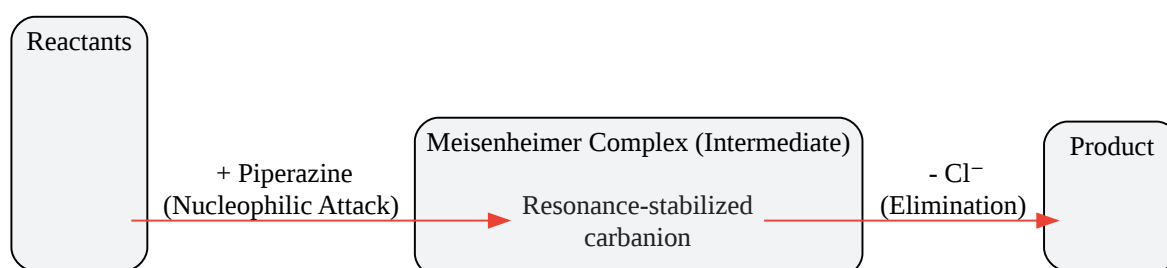 Reactants
+ Piperazine
(Nucleophilic Attack)
Meisenheimer Complex (Intermediate)
Resonance-stabilized
carbanion
- Cl⁻
(Elimination)
Product